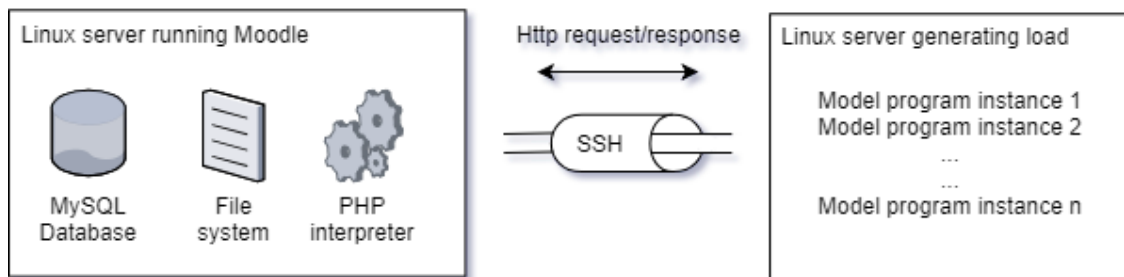 Linux server running Moodle
MySQL
Database
File
system
PHP
interpreter
Http request/response
SSH
Linux server generating load
Model program instance 1
Model program instance 2
...
...
Model program instance n